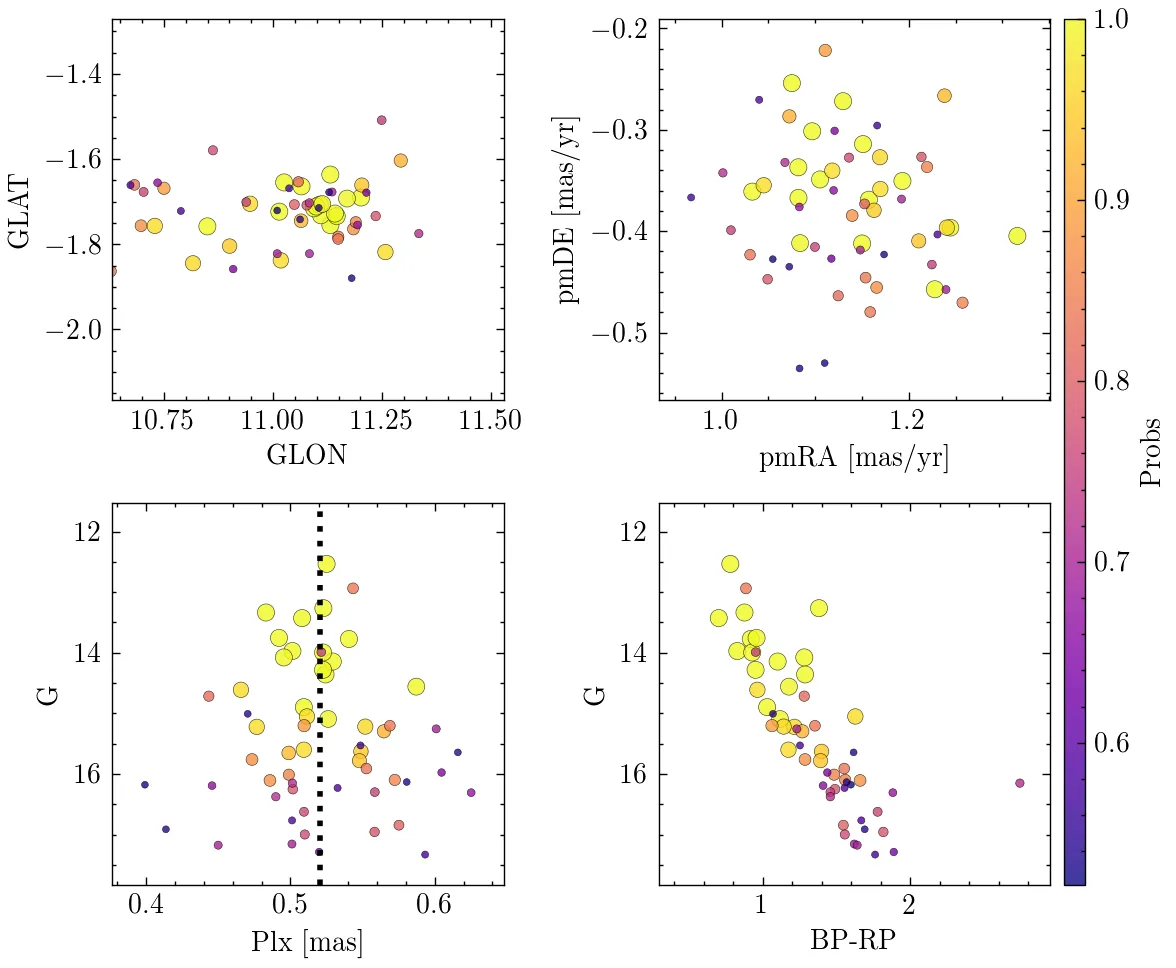 −1.4
−1.6
−1.8
−2.0
GLAT
10.75 11.00 11.25 11.50
GLON
−0.2
−0.3
−0.4
−0.5
pmDE [mas/yr]
1.0 1.2
pmRA [mas/yr]
12
14
16
G
0.4 0.5 0.6
Plx [mas]
12
14
16
G
1 2
BP-RP
1.0
0.9
0.8
0.7
0.6
Probs